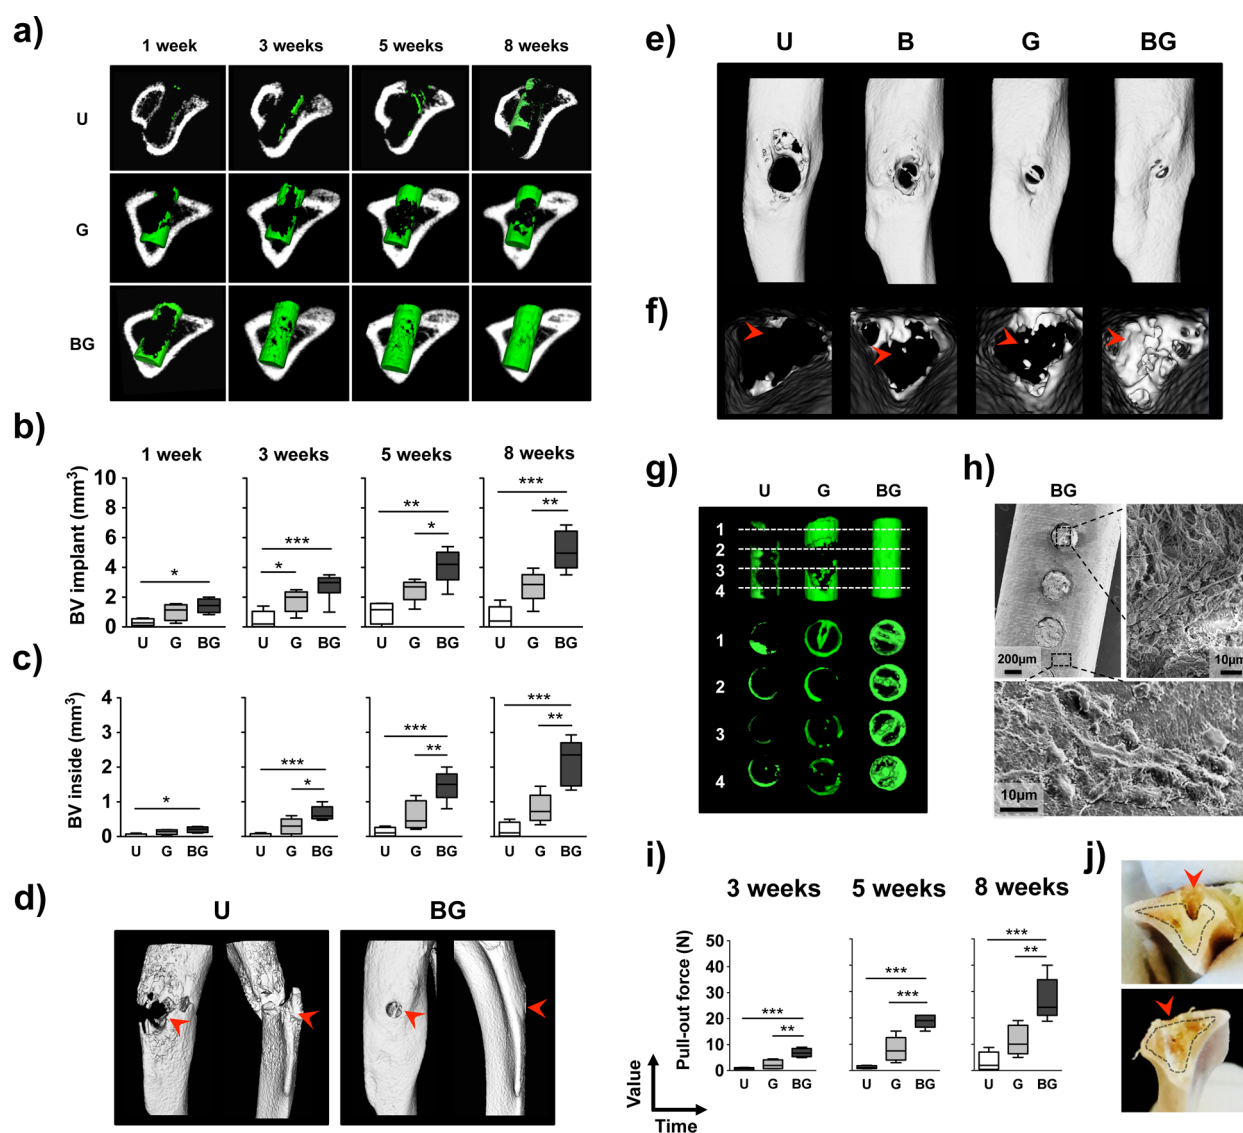 a)
1 week 3 weeks 5 weeks 8 weeks
U
G
BG
b)
1 week 3 weeks 5 weeks 8 weeks
BV implant (mm³)
10
8
6
4
2
0
* * *** ** * *** **
U G BG U G BG U G BG U G BG
c)
BV inside (mm³)
4
3
2
1
0
* *** * *** ** *** **
U G BG U G BG U G BG U G BG
d)
U BG
e)
U B G BG
f)
g)
U G BG
1
2
3
4
1
2
3
4
h)
BG
200µm
10µm
10µm
i)
3 weeks 5 weeks 8 weeks
Pull-out force (N)
50
40
30
20
10
0
*** ** *** *** *** **
U G BG U G BG U G BG
Value
Time
j)